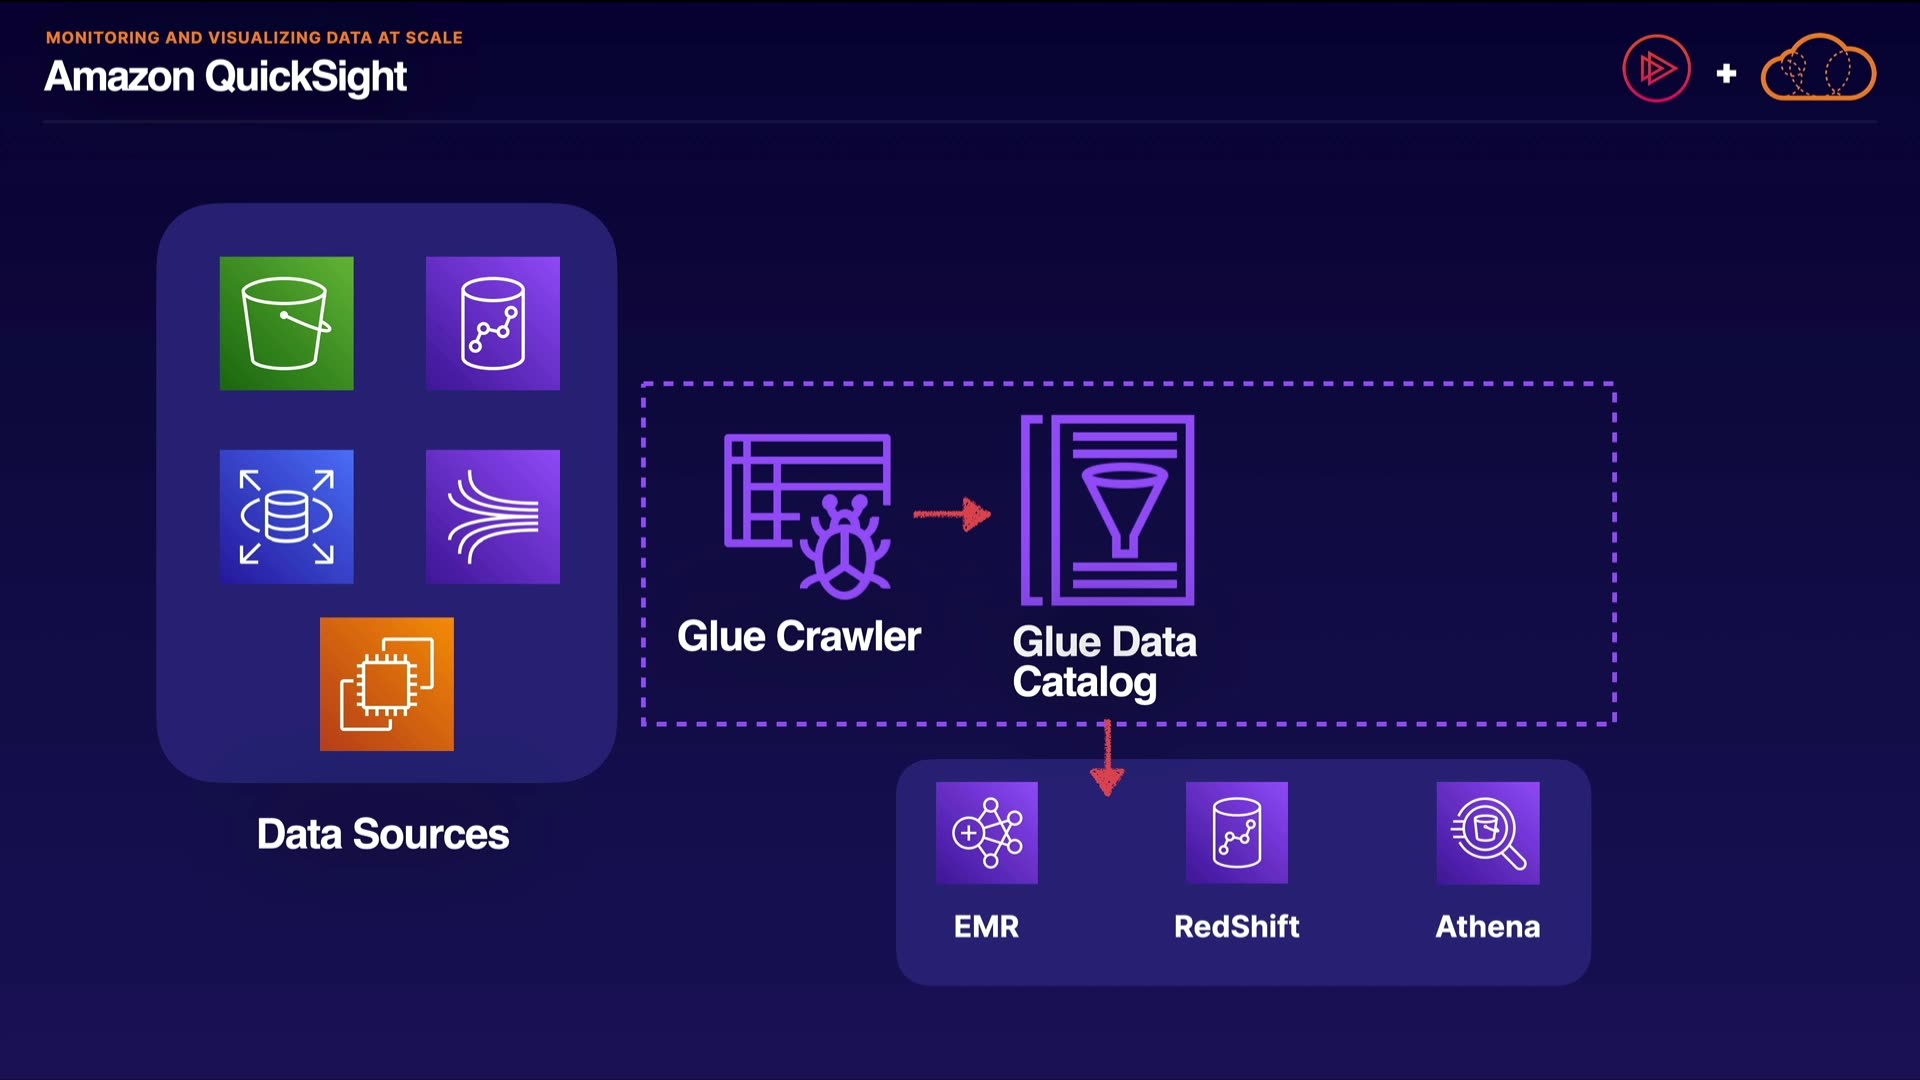 MONITORING AND VISUALIZING DATA AT SCALE
Amazon QuickSight
Glue Crawler
Glue Data
Catalog
Data Sources
EMR
RedShift
Athena